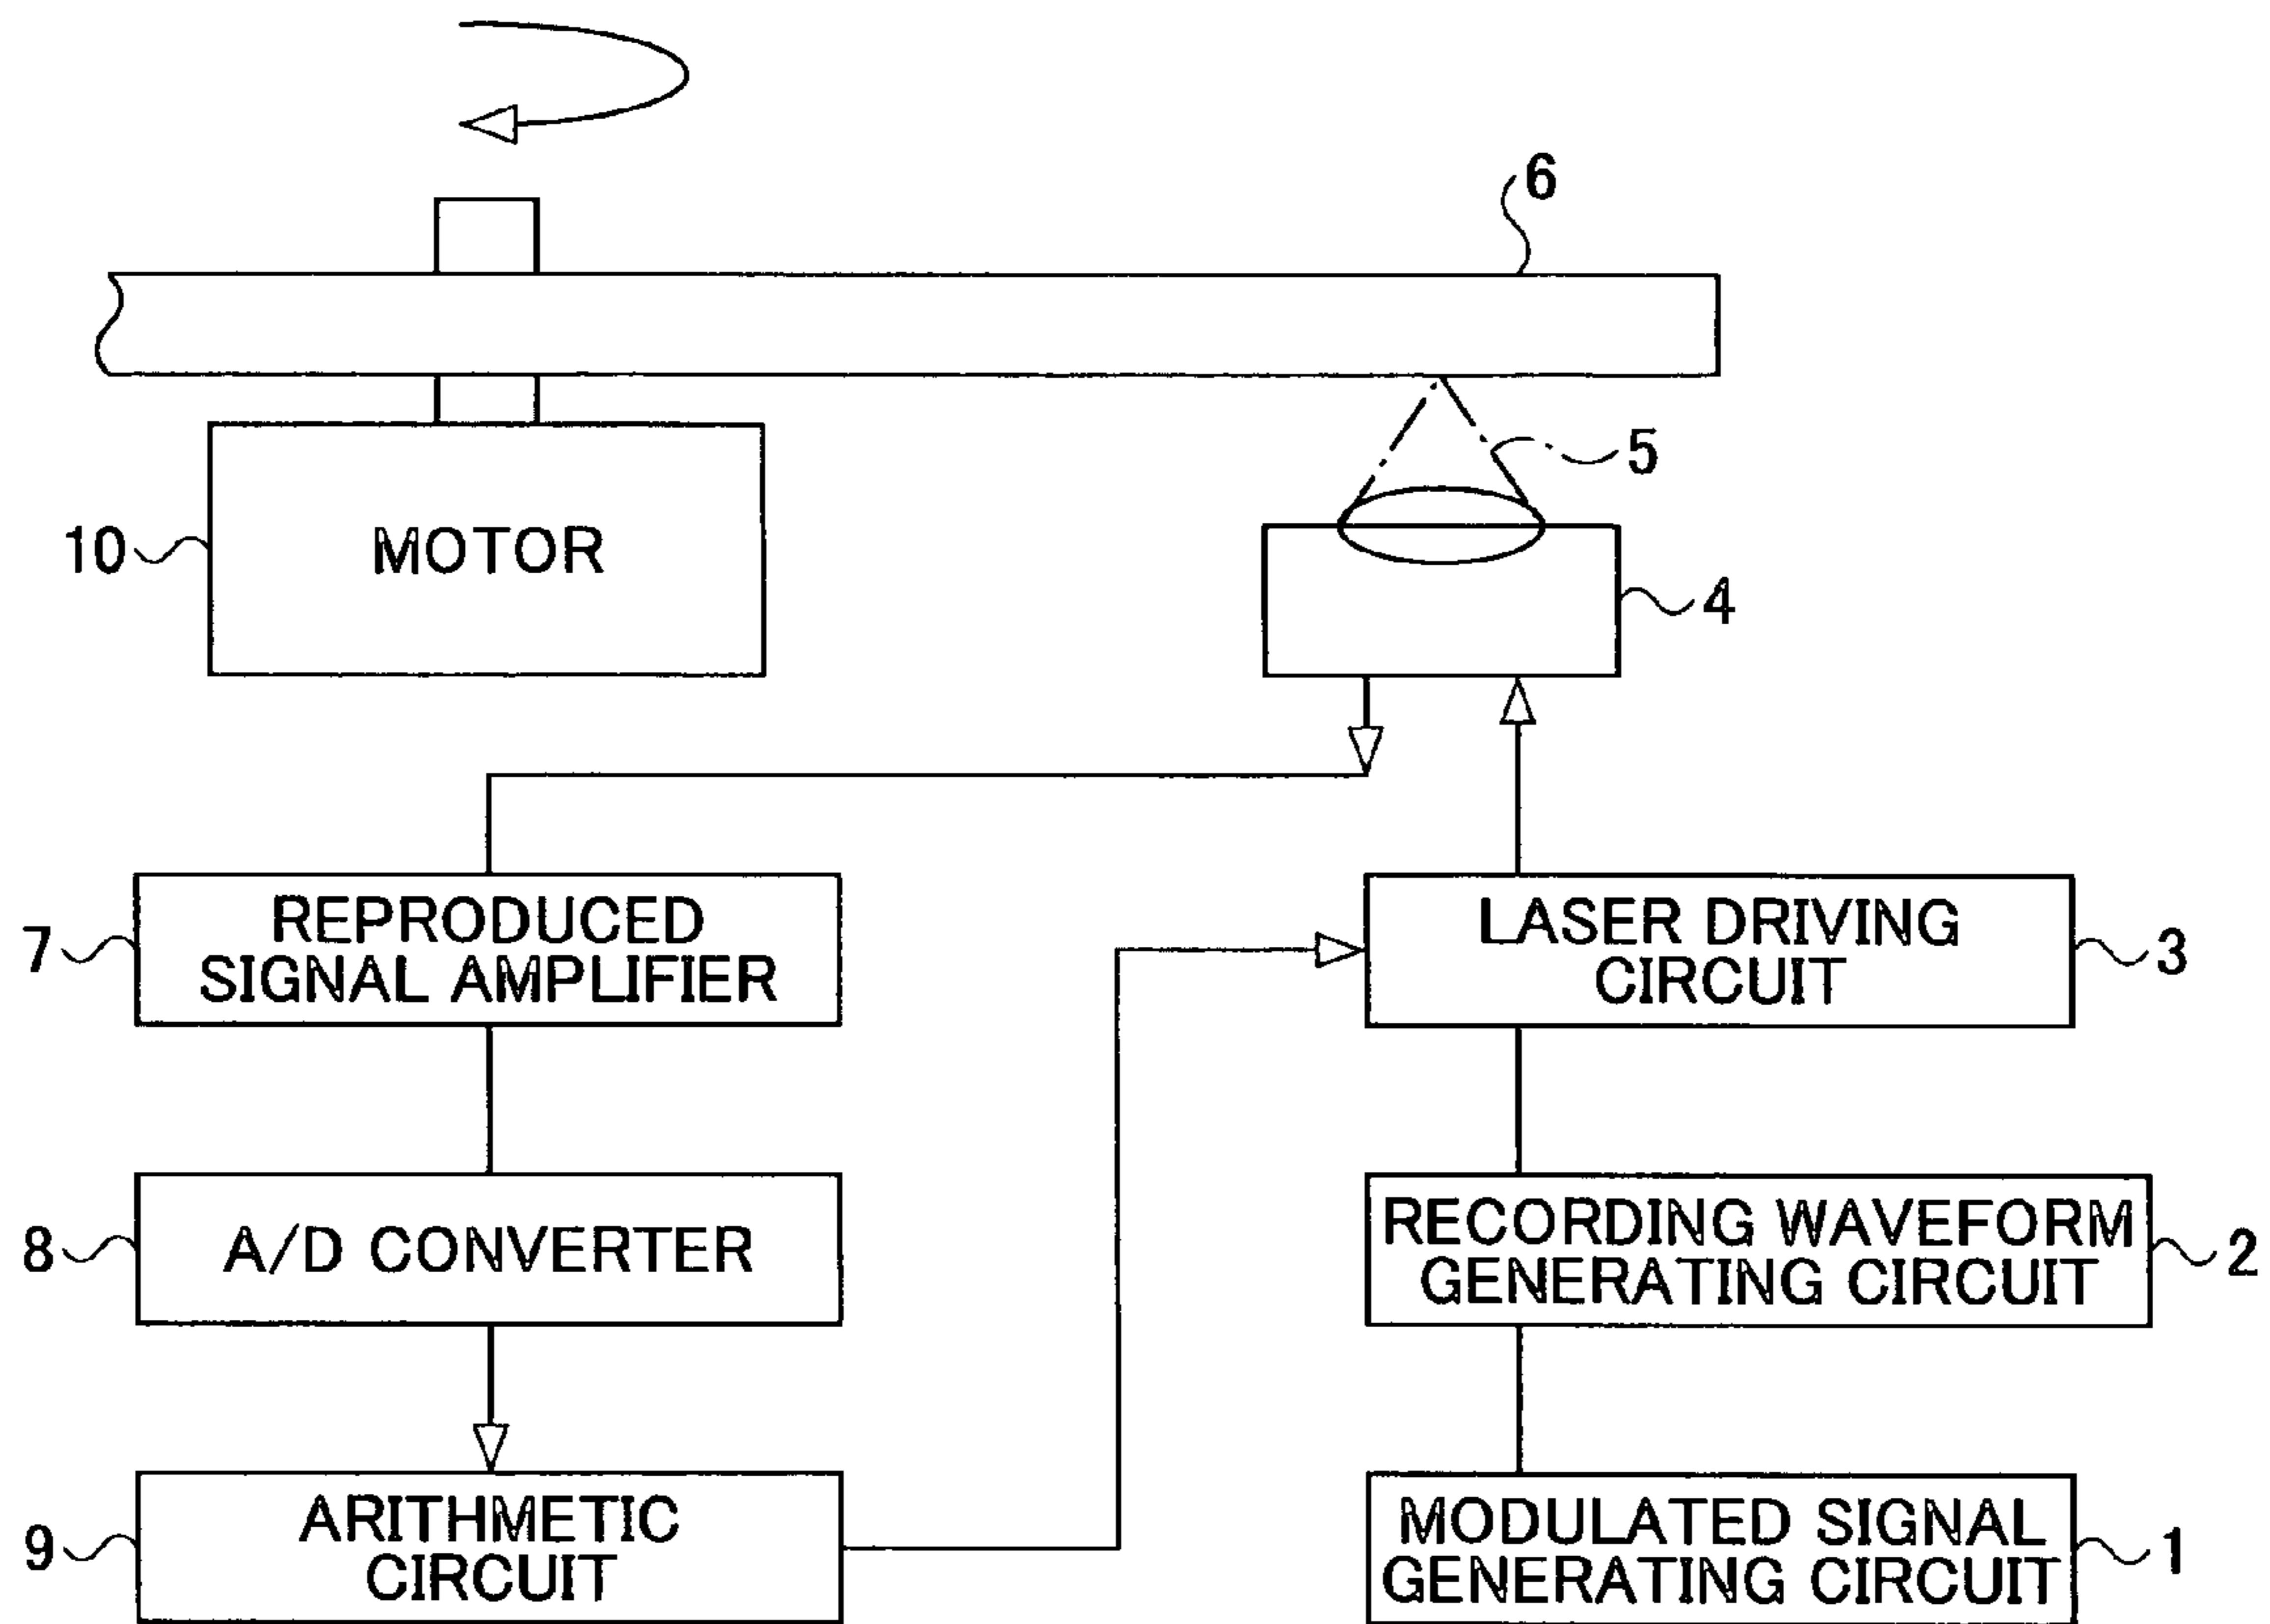 6
5
10
MOTOR
4
REPRODUCED
SIGNAL AMPLIFIER
7
LASER DRIVING
CIRCUIT
3
8
A/D CONVERTER
RECORDING WAVEFORM
GENERATING CIRCUIT
2
9
ARITHMETIC
CIRCUIT
MODULATED SIGNAL
GENERATING CIRCUIT
1